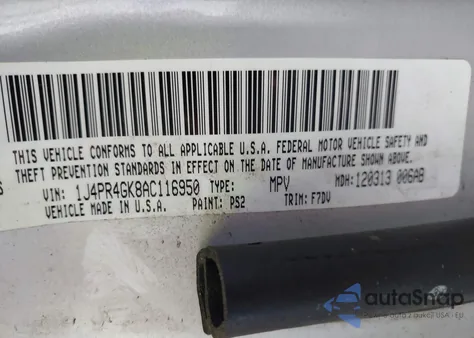 THIS VEHICLE CONFORMS TO ALL APPLICABLE U.S.A. FEDERAL MOTOR VEHICLE SAFETY AND
THEFT PREVENTION STANDARDS IN EFFECT ON THE DATE OF MANUFACTURE SHOWN ABOVE.
VIN: 1J4PR4GK8AC116950 TYPE: MPV MDH: 120313 006AB
VEHICLE MADE IN U.S.A. PAINT: PS2 TRIM: F7DV
autoSnap